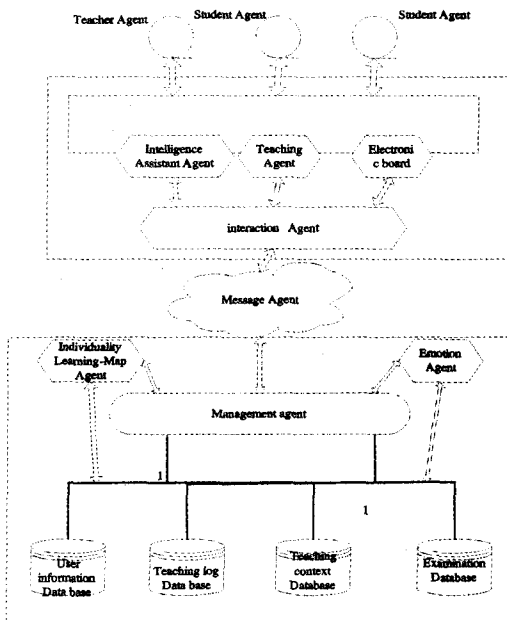 Teacher Agent
Student Agent
Student Agent
Intelligence
Assistant Agent
Teaching
Agent
Electroni
c board
interaction Agent
Message Agent
Individuality
Learning-Map
Agent
Emotion
Agent
Management agent
1
1
User
information
Data base
Teaching log
Data base
Teaching
context
Database
Examination
Database